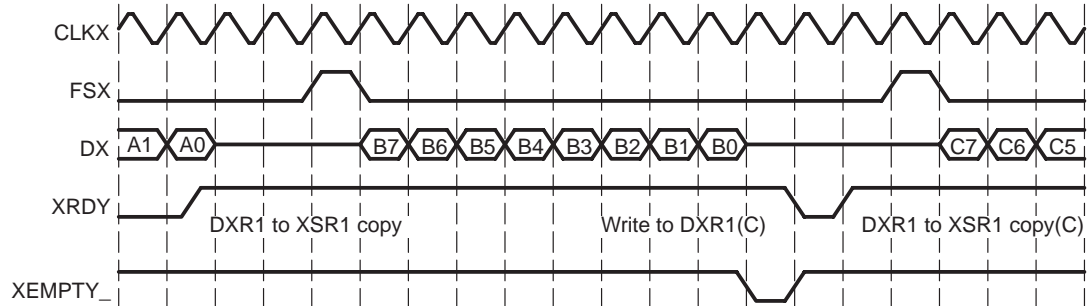 CLKX
FSX
DX A1 A0 B7 B6 B5 B4 B3 B2 B1 B0 C7 C6 C5
XRDY
DXR1 to XSR1 copy Write to DXR1(C) DXR1 to XSR1 copy(C)
XEMPTY_